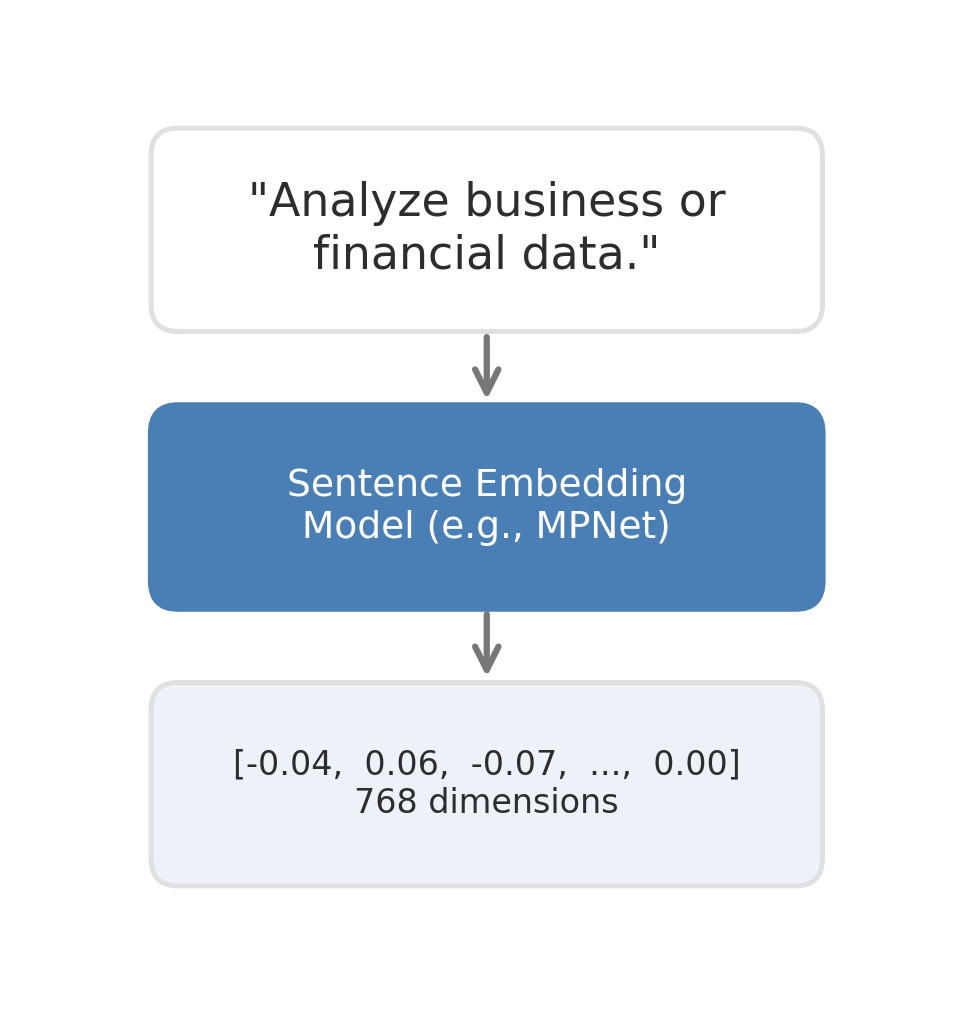 "Analyze business or
financial data."
Sentence Embedding
Model (e.g., MPNet)
[-0.04,  0.06,  -0.07,  ...,  0.00]
768 dimensions